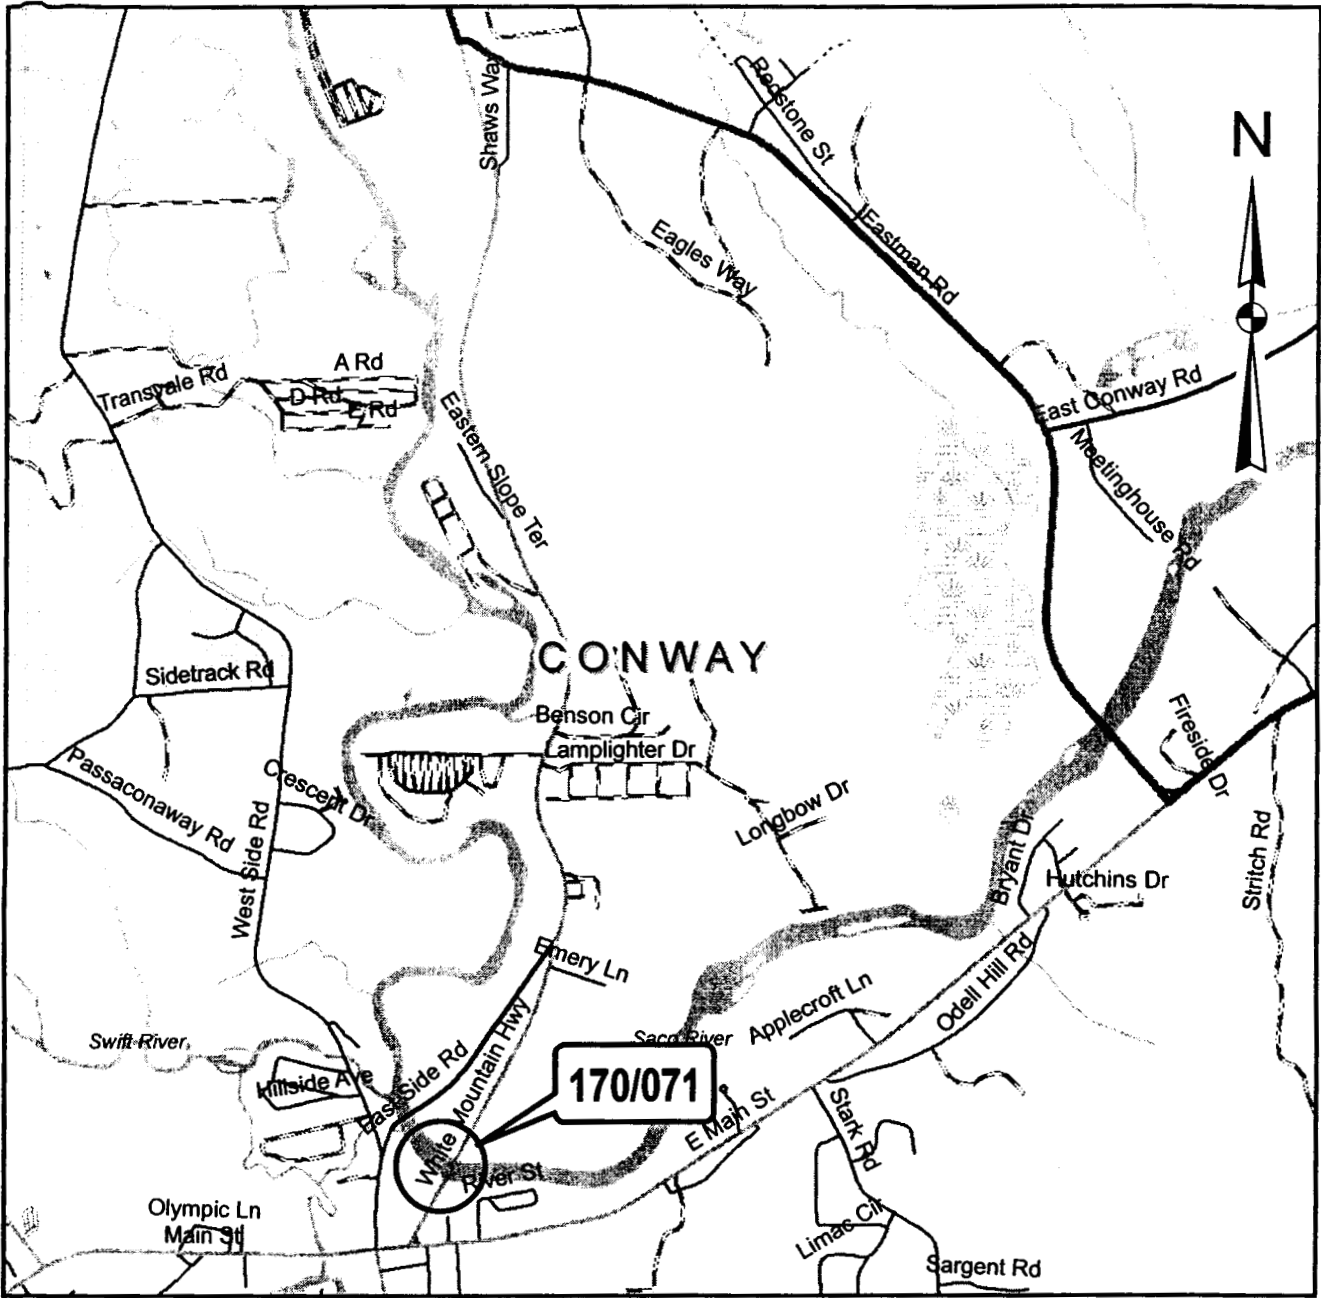 Redstone St
Shaws Way
N
Eagles Way
Eastman Rd
A Rd
Transvale Rd
D Rd
E Rd
East Conway Rd
Eastern Slope Ter
Meetinghouse Rd
CONWAY
Sidetrack Rd
Benson Cir
Lamplighter Dr
Fireside Dr
Passaconaway Rd
Crescent Dr
West Side Rd
Longbow Dr
Bryant Dr
Hutchins Dr
Stritch Rd
Emery Ln
Odell Hill Rd
Applecroft Ln
Swift River
Saco River
Hillside Ave
East Side Rd
White Mountain Hwy
170/071
E Main St
Stark Rd
River St
Olympic Ln
Main St
Limac Cir
Sargent Rd